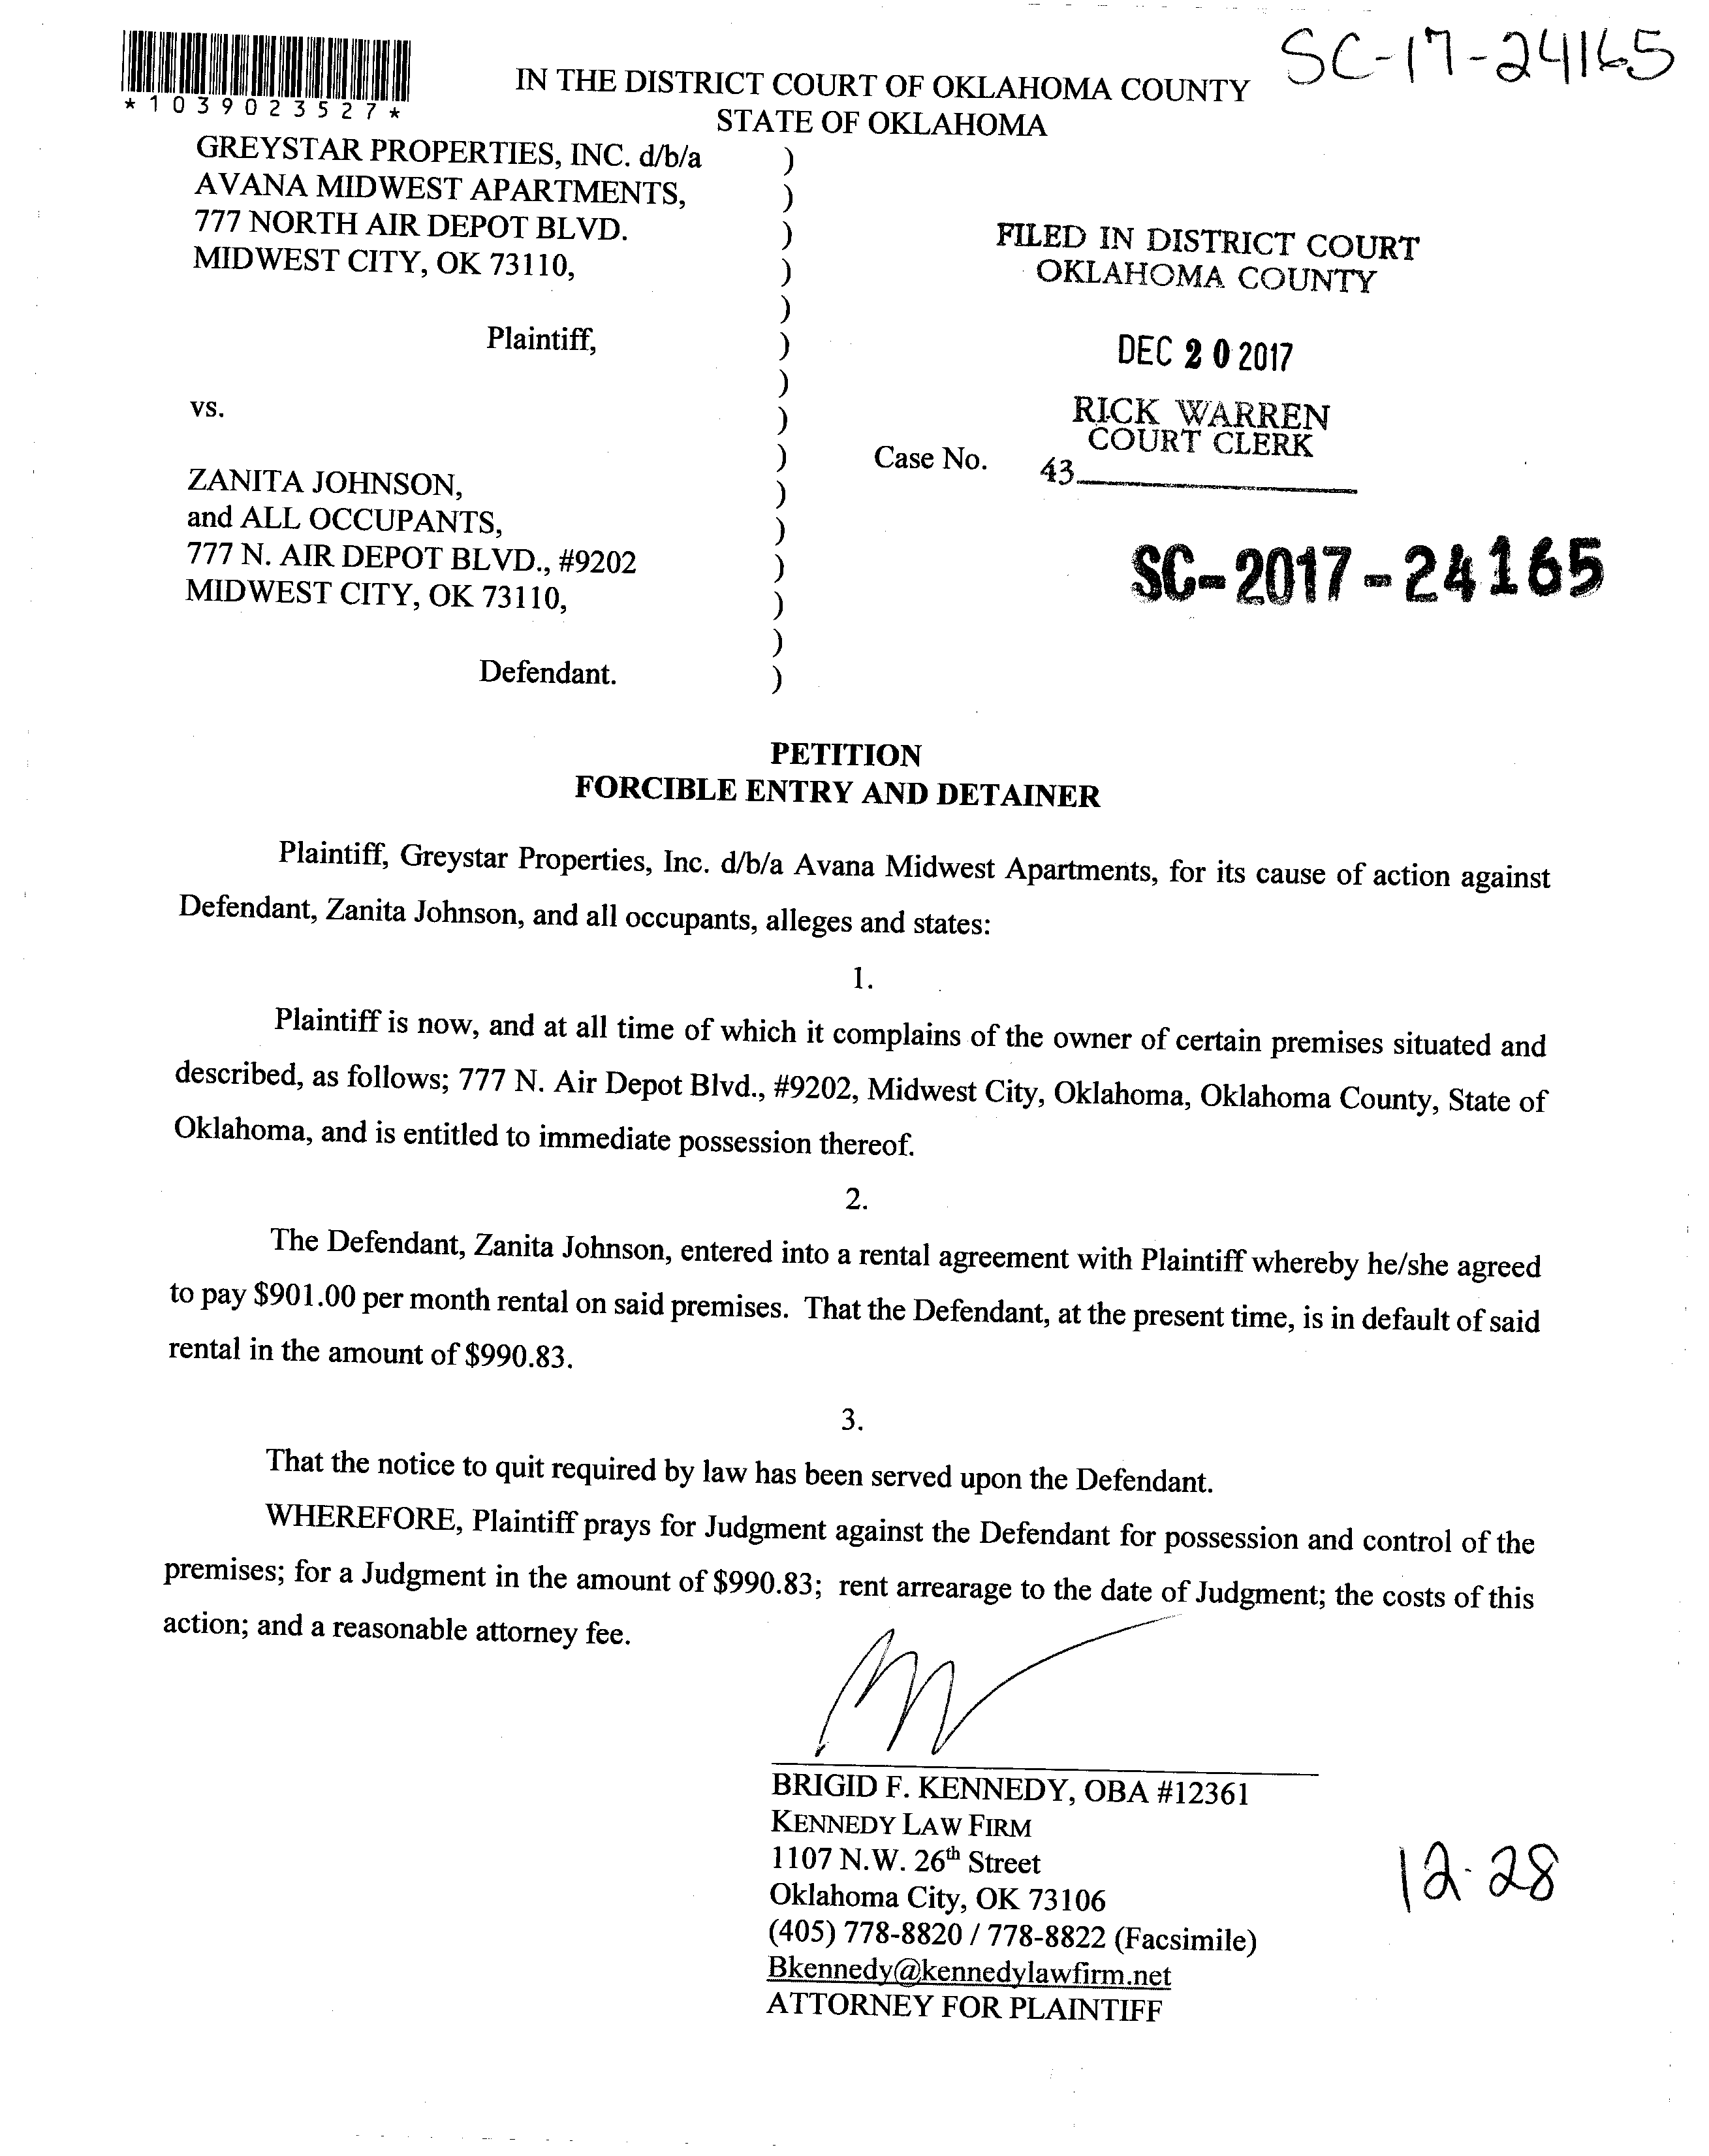 SC-17-24165
*1039023527*
IN THE DISTRICT COURT OF OKLAHOMA COUNTY
STATE OF OKLAHOMA
GREYSTAR PROPERTIES, INC. d/b/a )
AVANA MIDWEST APARTMENTS, )
777 NORTH AIR DEPOT BLVD. )
MIDWEST CITY, OK 73110, )
)
Plaintiff, )
)
vs. )
)
ZANITA JOHNSON, )
and ALL OCCUPANTS, )
777 N. AIR DEPOT BLVD., #9202 )
MIDWEST CITY, OK 73110, )
)
Defendant. )
FILED IN DISTRICT COURT
OKLAHOMA COUNTY
DEC 20 2017
RICK WARREN
COURT CLERK
Case No. 43
SC-2017-24165
PETITION
FORCIBLE ENTRY AND DETAINER
Plaintiff, Greystar Properties, Inc. d/b/a Avana Midwest Apartments, for its cause of action against
Defendant, Zanita Johnson, and all occupants, alleges and states:
1.
Plaintiff is now, and at all time of which it complains of the owner of certain premises situated and
described, as follows; 777 N. Air Depot Blvd., #9202, Midwest City, Oklahoma, Oklahoma County, State of
Oklahoma, and is entitled to immediate possession thereof.
2.
The Defendant, Zanita Johnson, entered into a rental agreement with Plaintiff whereby he/she agreed
to pay $901.00 per month rental on said premises. That the Defendant, at the present time, is in default of said
rental in the amount of $990.83.
3.
That the notice to quit required by law has been served upon the Defendant.
WHEREFORE, Plaintiff prays for Judgment against the Defendant for possession and control of the
premises; for a Judgment in the amount of $990.83; rent arrearage to the date of Judgment; the costs of this
action; and a reasonable attorney fee.
BRIGID F. KENNEDY, OBA #12361
KENNEDY LAW FIRM
1107 N.W. 26th Street
Oklahoma City, OK 73106
(405) 778-8820 / 778-8822 (Facsimile)
Bkennedy@kennedylawfirm.net
ATTORNEY FOR PLAINTIFF
12-28